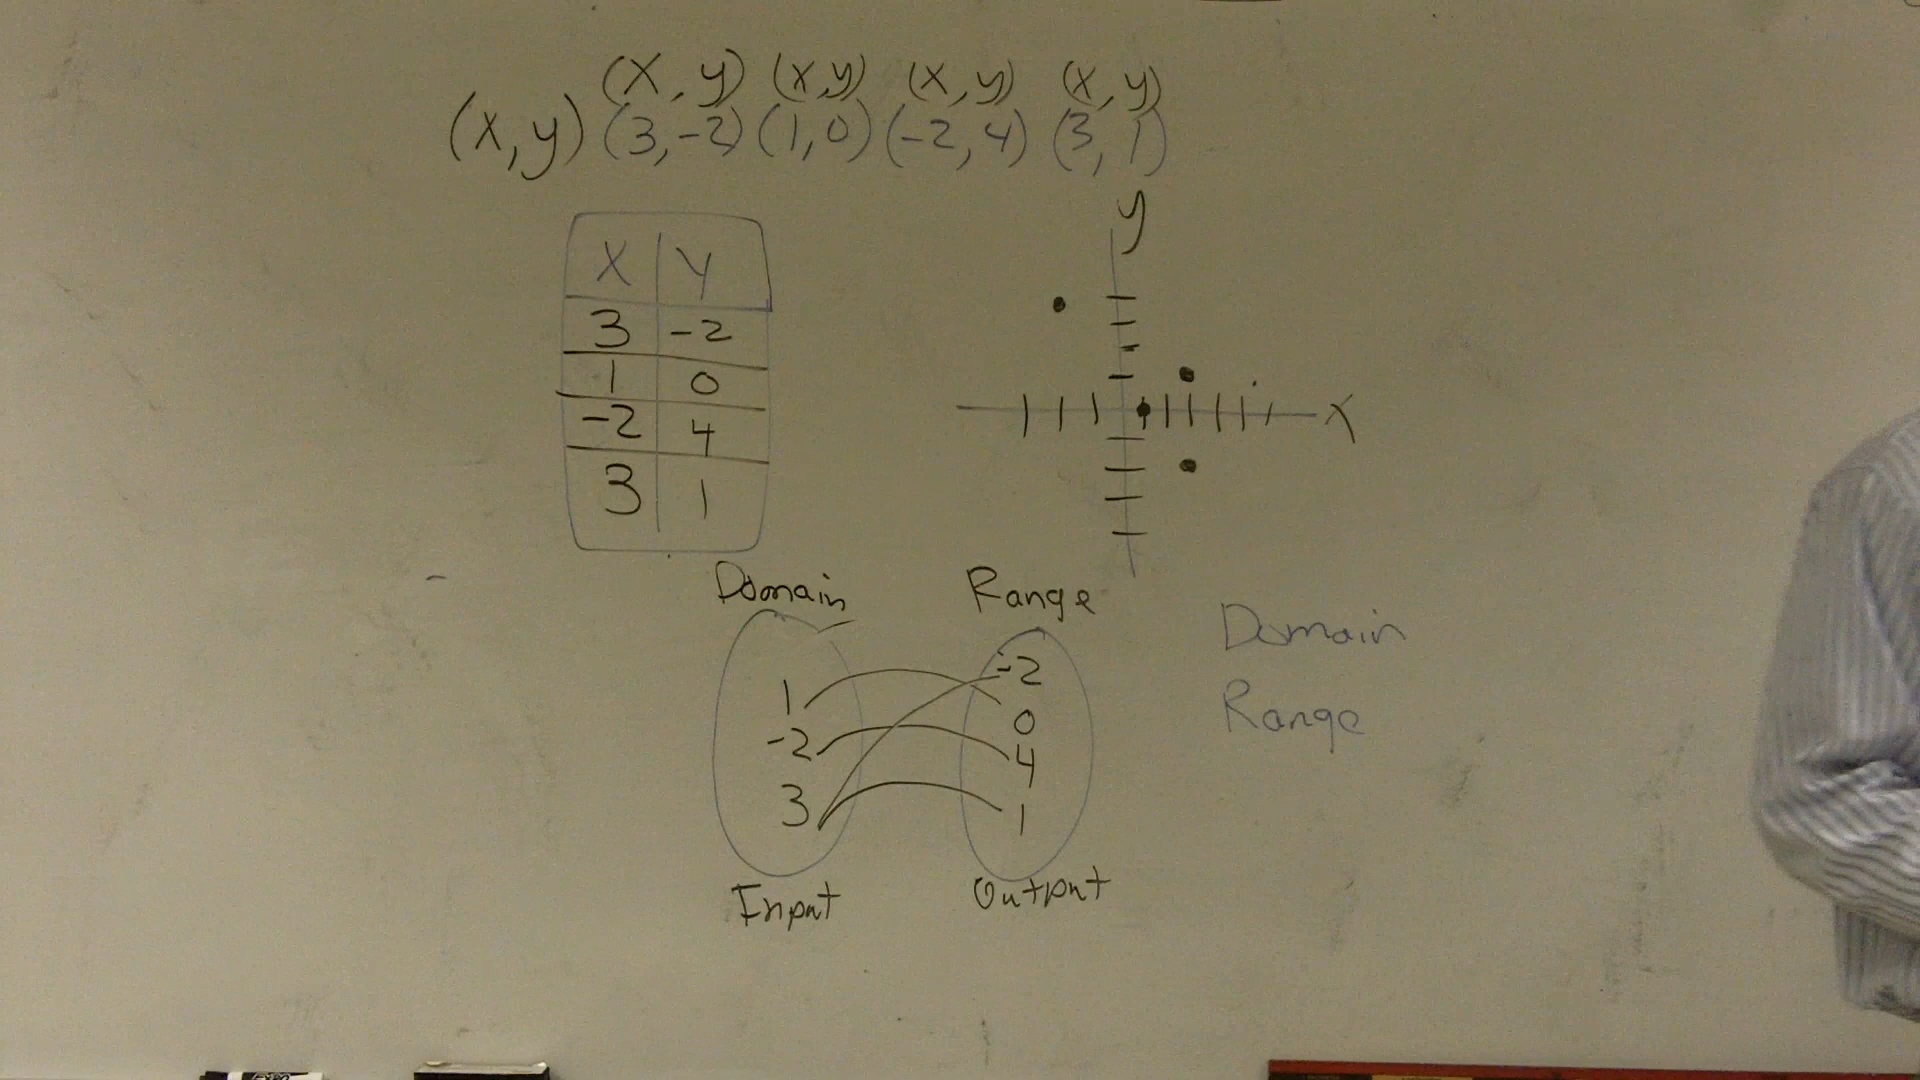 (x, y) (x, y) (x, y) (x, y)
(x, y) (3, -2) (1, 0) (-2, 4) (3, 1)
y
X Y
3 -2
1 0
-2 4
3 1
x
Domain Range
Domain
Range
1 -2
-2 0
3 4
1
Input Output
EXPO